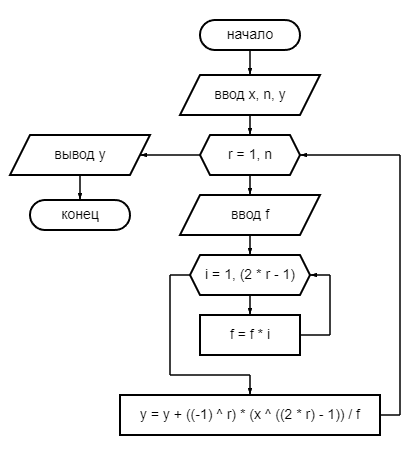 начало
ввод x, n, y
r = 1, n
вывод y
ввод f
конец
i = 1, (2 * r - 1)
f = f * i
y = y + ((-1) ^ r) * (x ^ ((2 * r) - 1)) / f